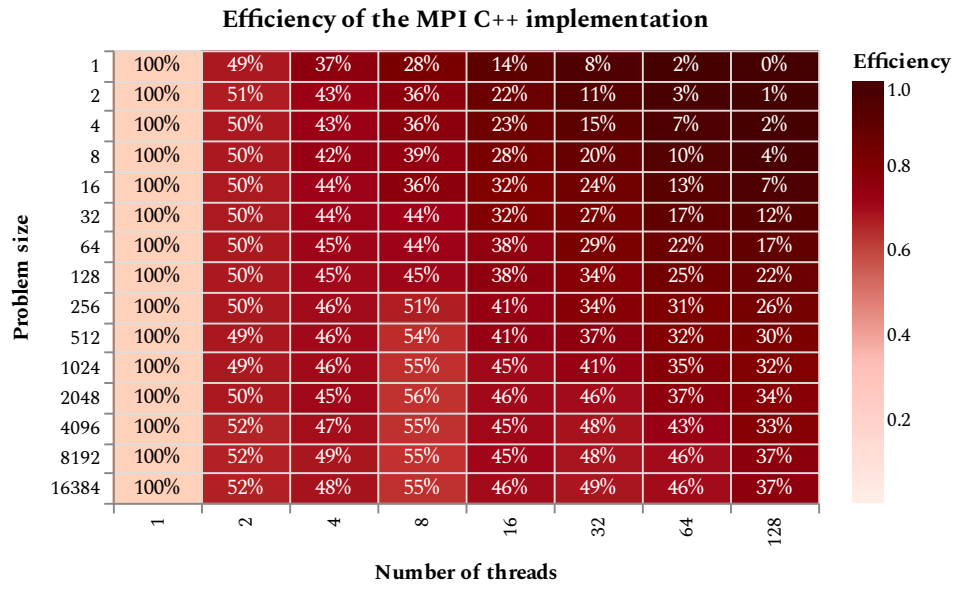 Efficiency of the MPI C++ implementation
Efficiency
1 100% 49% 37% 28% 14% 8% 2% 0%
2 100% 51% 43% 36% 22% 11% 3% 1%
4 100% 50% 43% 36% 23% 15% 7% 2%
8 100% 50% 42% 39% 28% 20% 10% 4%
16 100% 50% 44% 36% 32% 24% 13% 7%
32 100% 50% 44% 44% 32% 27% 17% 12%
64 100% 50% 45% 44% 38% 29% 22% 17%
128 100% 50% 45% 45% 38% 34% 25% 22%
256 100% 50% 46% 51% 41% 34% 31% 26%
512 100% 49% 46% 54% 41% 37% 32% 30%
1024 100% 49% 46% 55% 45% 41% 35% 32%
2048 100% 50% 45% 56% 46% 46% 37% 34%
4096 100% 52% 47% 55% 45% 48% 43% 33%
8192 100% 52% 49% 55% 45% 48% 46% 37%
16384 100% 52% 48% 55% 46% 49% 46% 37%
1 2 4 8 16 32 64 128
Number of threads
Problem size
1.0
0.8
0.6
0.4
0.2